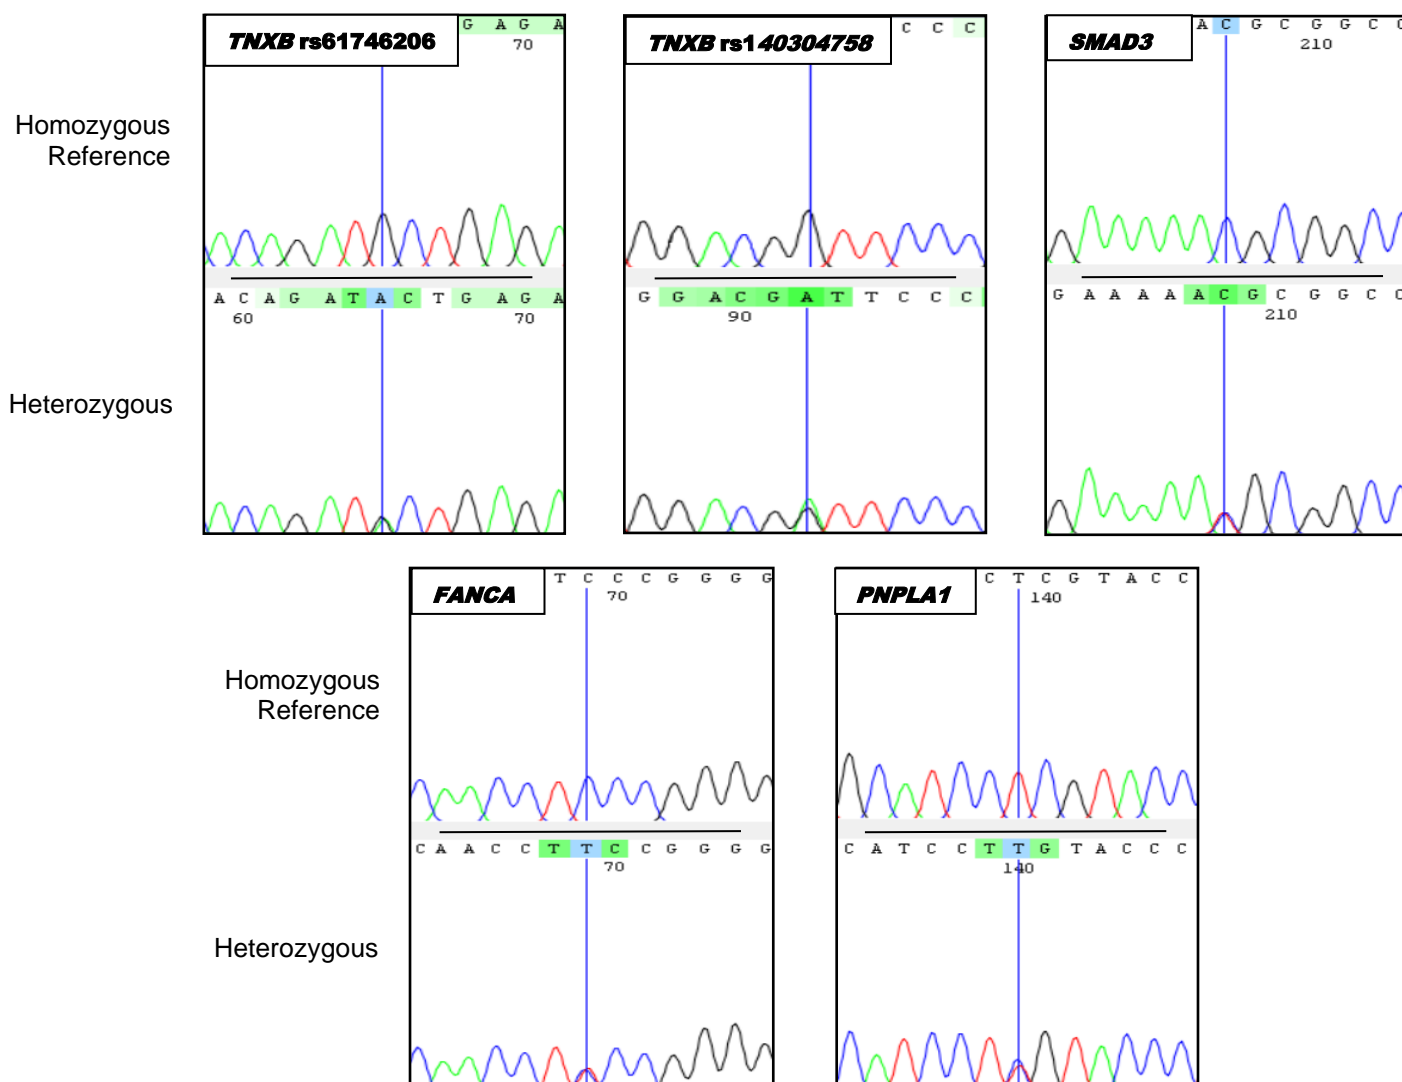 TNXB rs61746206
G A G A
70
TNXB rs140304758
C C C
SMAD3
A C G C G G C C
210
Homozygous
Reference
A C A G A T A C T G A G A
60 70
G G A C G A T T C C C
90
G A A A A A C G C G G C C
210
Heterozygous
FANCA
T C C C G G G G
70
PNPLA1
C T C G T A C C
140
Homozygous
Reference
C A A C C T T C C G G G G
70
C A T C C T T G T A C C C
140
Heterozygous